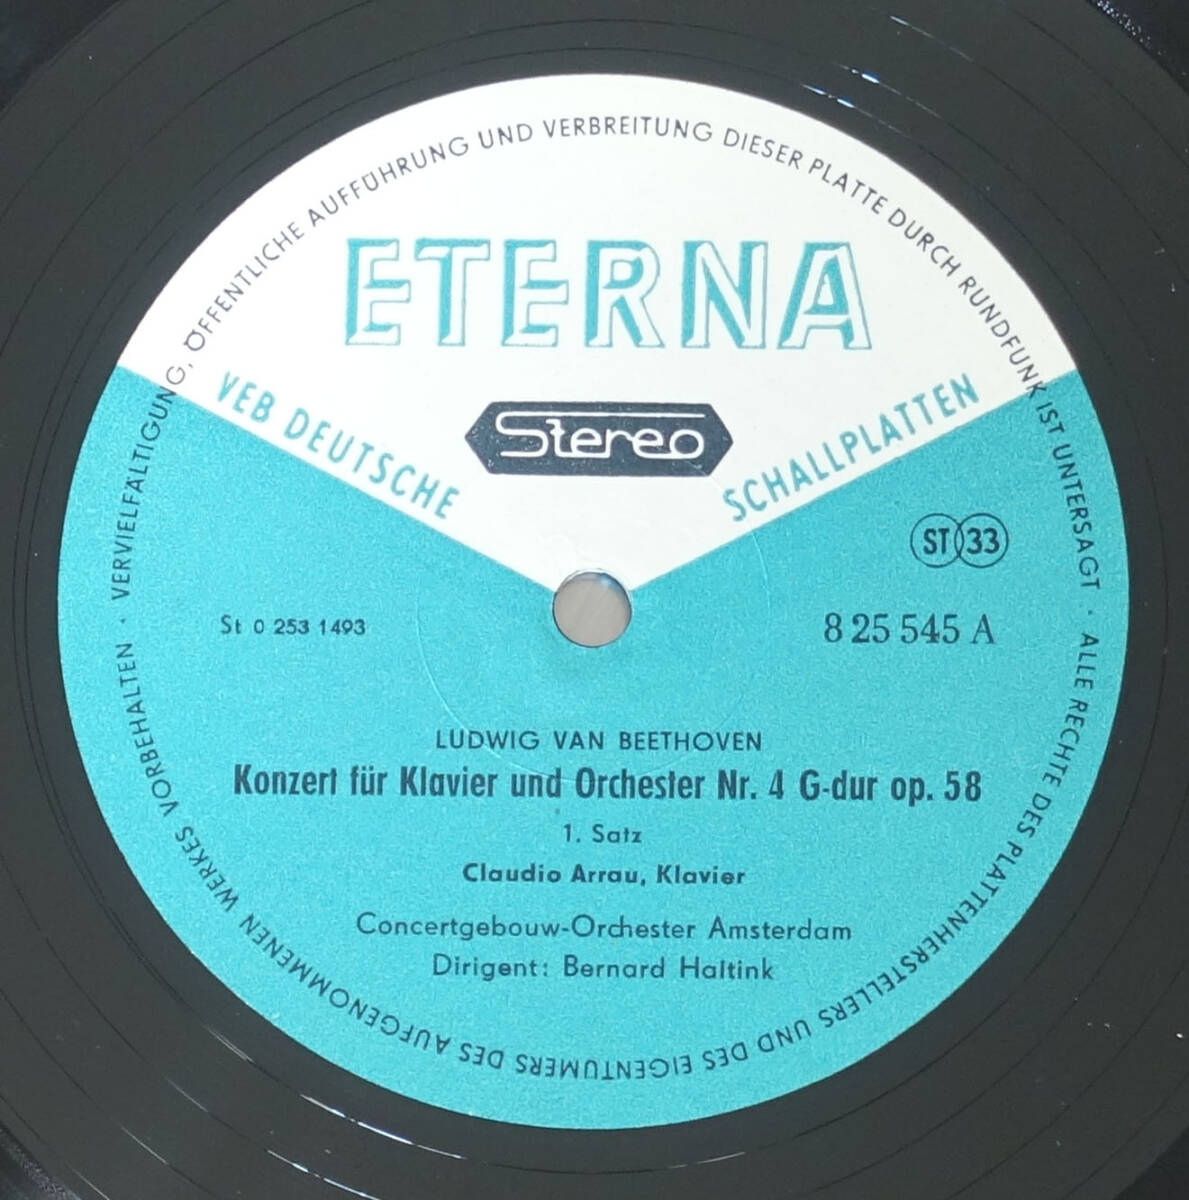 ALLE RECHTE DES PLATTENHERSTELLERS UND DES EIGENTUMERS DES AUFGENOMMENEN WERKES VORBEHALTEN · VERVIELFÄLTIGUNG, ÖFFENTLICHE AUFFÜHRUNG UND VERBREITUNG DIESER PLATTE DURCH RUNDFUNK IST UNTERSAGT ·
ETERNA
VEB DEUTSCHE SCHALLPLATTEN
Stereo
ST 33
St 0 253 1493
8 25 545 A
LUDWIG VAN BEETHOVEN
Konzert für Klavier und Orchester Nr. 4 G-dur op. 58
1. Satz
Claudio Arrau, Klavier
Concertgebouw-Orchester Amsterdam
Dirigent: Bernard Haitink